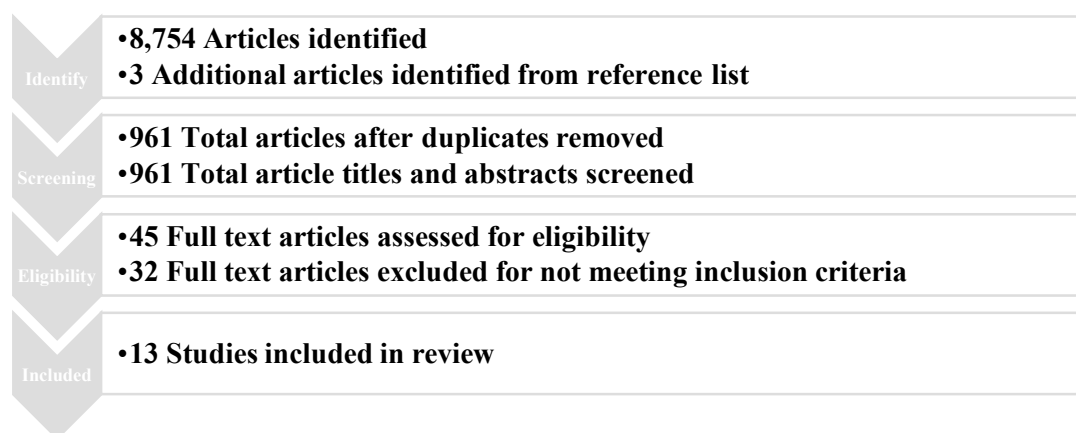 Identify
•8,754 Articles identified
•3 Additional articles identified from reference list
Screening
•961 Total articles after duplicates removed
•961 Total article titles and abstracts screened
Eligibility
•45 Full text articles assessed for eligibility
•32 Full text articles excluded for not meeting inclusion criteria
Included
•13 Studies included in review